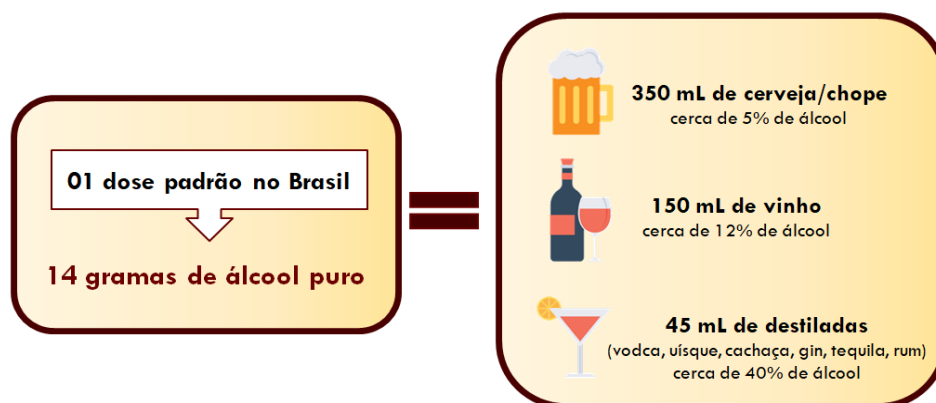 01 dose padrão no Brasil
14 gramas de álcool puro
350 mL de cerveja/chope
cerca de 5% de álcool
150 mL de vinho
cerca de 12% de álcool
45 mL de destiladas
(vodca, uísque, cachaça, gin, tequila, rum)
cerca de 40% de álcool